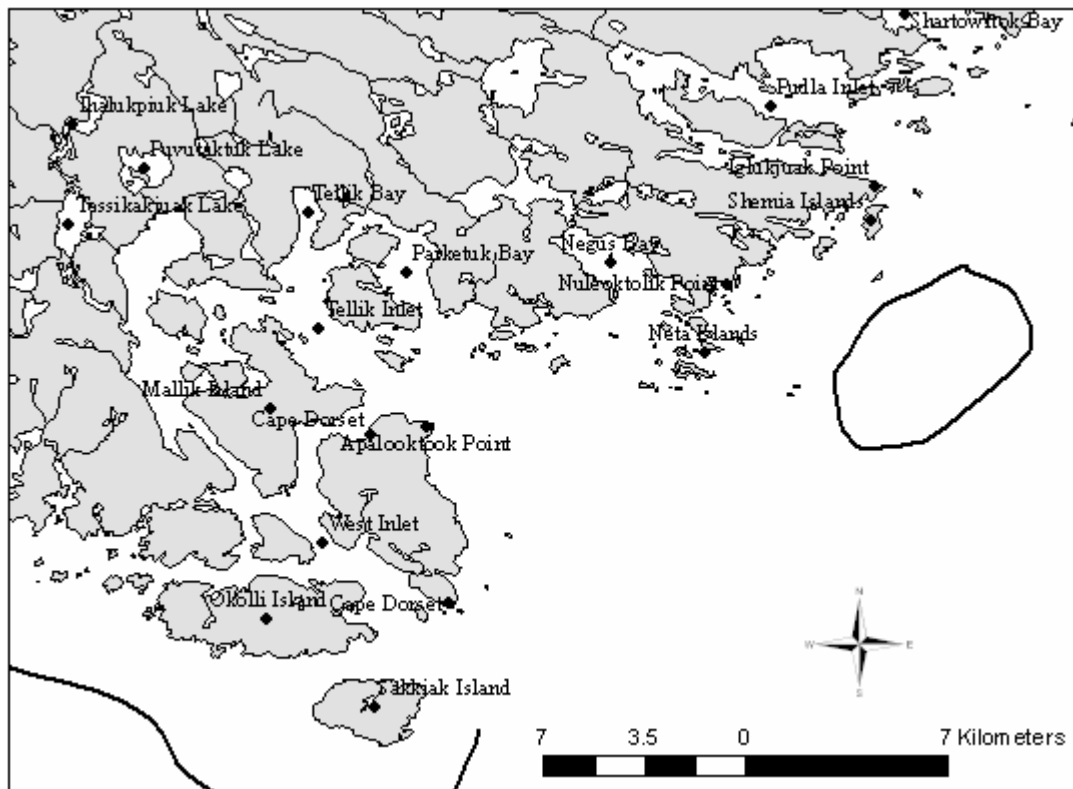 Shartowitok Bay
Pudla Inlet
Ihalukpiuk Lake
Puvutaktuk Lake
Iglukjuak Point
Tellik Bay
Shemia Islands
Tessikakjuak Lake
Parketuk Bay
Negus Bay
Nuleoktolik Point
Tellik Inlet
Neta Islands
Mallik Island
Cape Dorset
Apalooktook Point
West Inlet
Okolli Island
Cape Dorset
Sakkiak Island
N
W E
S
7 3.5 0 7 Kilometers